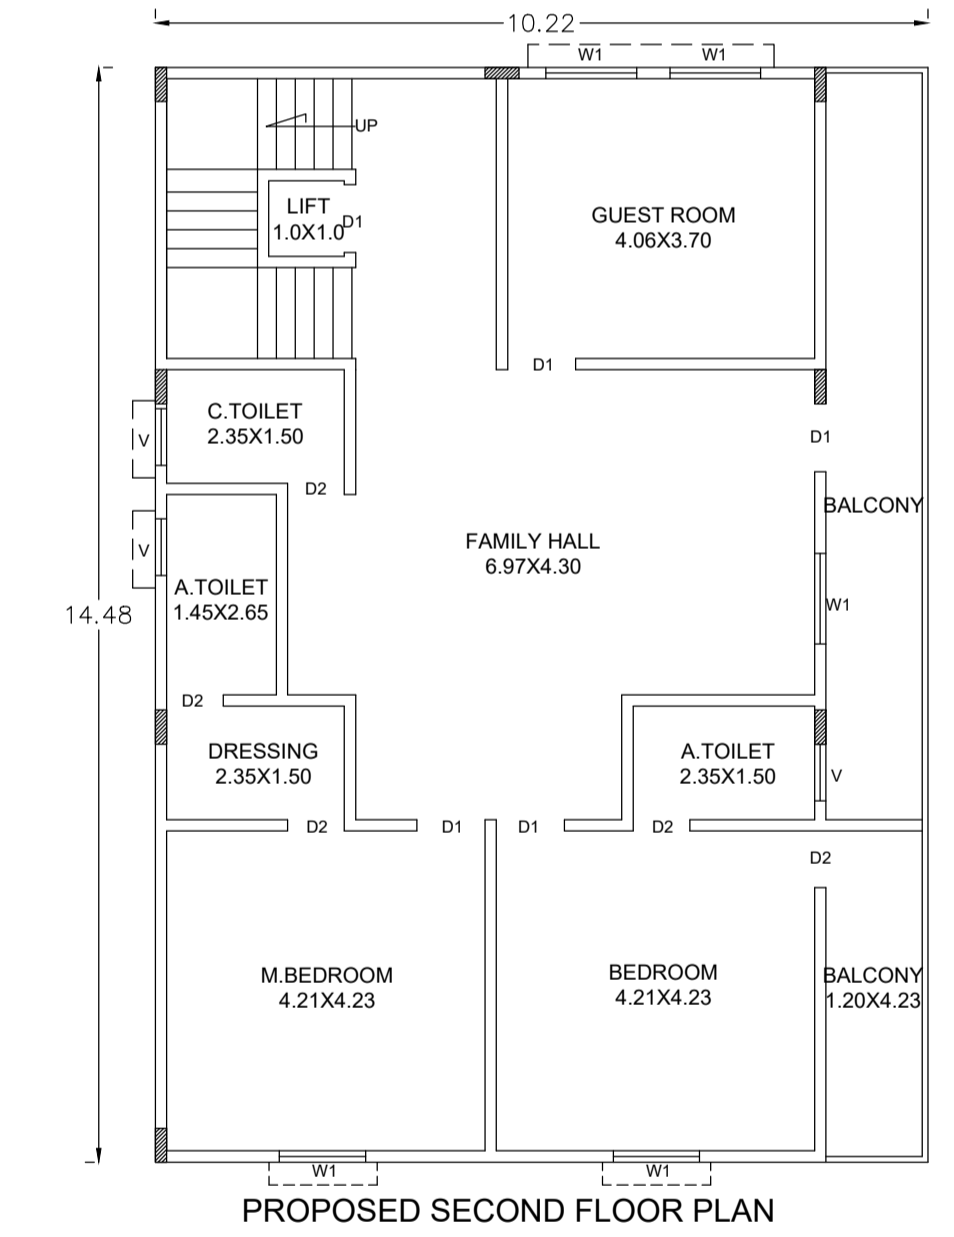 10.22
W1
W1
UP
LIFT
1.0X1.0
D1
GUEST ROOM
4.06X3.70
D1
C.TOILET
2.35X1.50
V
D1
D2
BALCONY
V
FAMILY HALL
6.97X4.30
A.TOILET
1.45X2.65
14.48
W1
D2
DRESSING
2.35X1.50
A.TOILET
2.35X1.50
V
D2
D1
D1
D2
D2
M.BEDROOM
4.21X4.23
BEDROOM
4.21X4.23
BALCONY
1.20X4.23
W1
W1
PROPOSED SECOND FLOOR PLAN